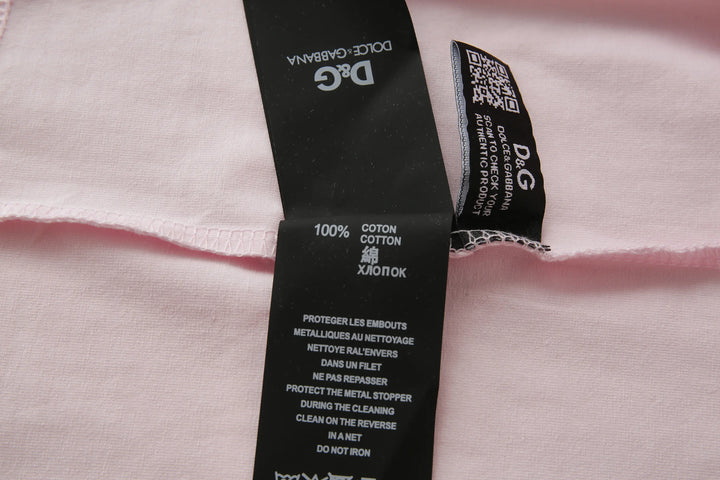 DOLCE&GABBANA
D&G
100% COTON
COTTON
綿
ХЛОПОК
PROTEGER LES EMBOUTS
METALLIQUES AU NETTOYAGE
NETTOYE RAL'ENVERS
DANS UN FILET
NE PAS REPASSER
PROTECT THE METAL STOPPER
DURING THE CLEANING
CLEAN ON THE REVERSE
IN A NET
DO NOT IRON
D&G
DOLCE&GABBANA
SCAN TO CHECK YOUR
AUTHENTIC PRODUCT